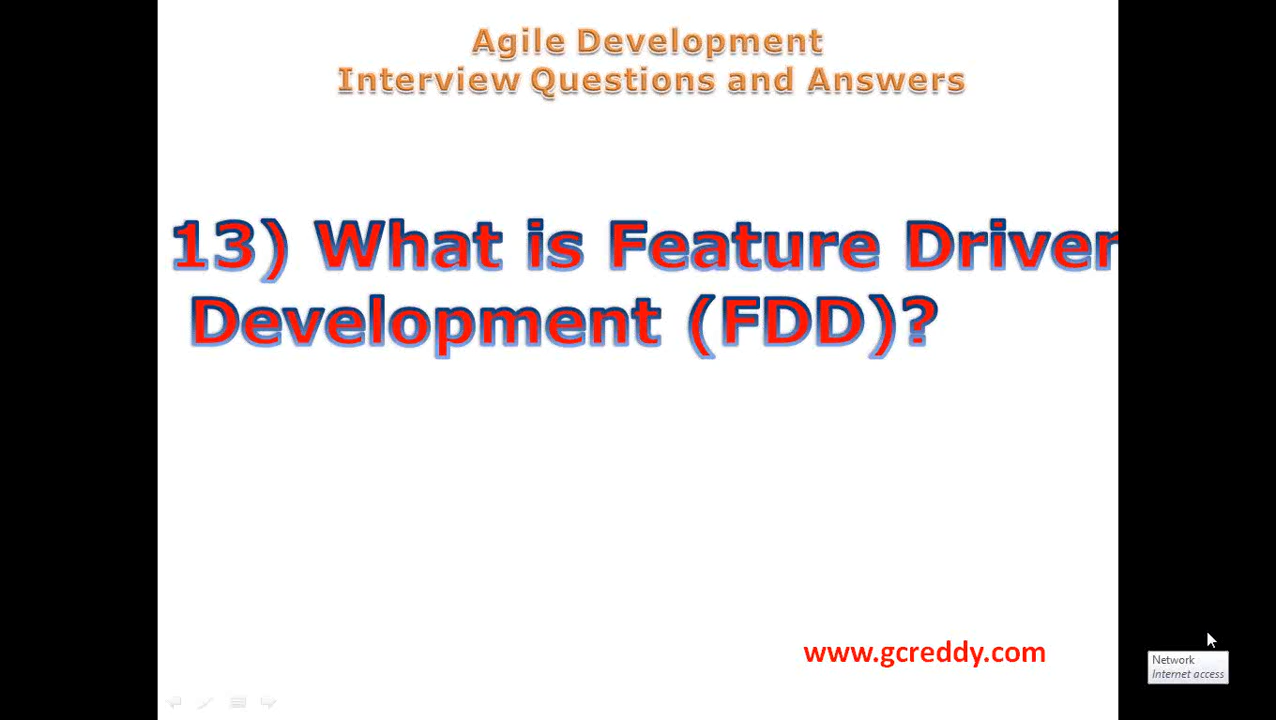 Agile Development
Interview Questions and Answers
13) What is Feature Driven
Development (FDD)?
www.gcreddy.com
Network
Internet access